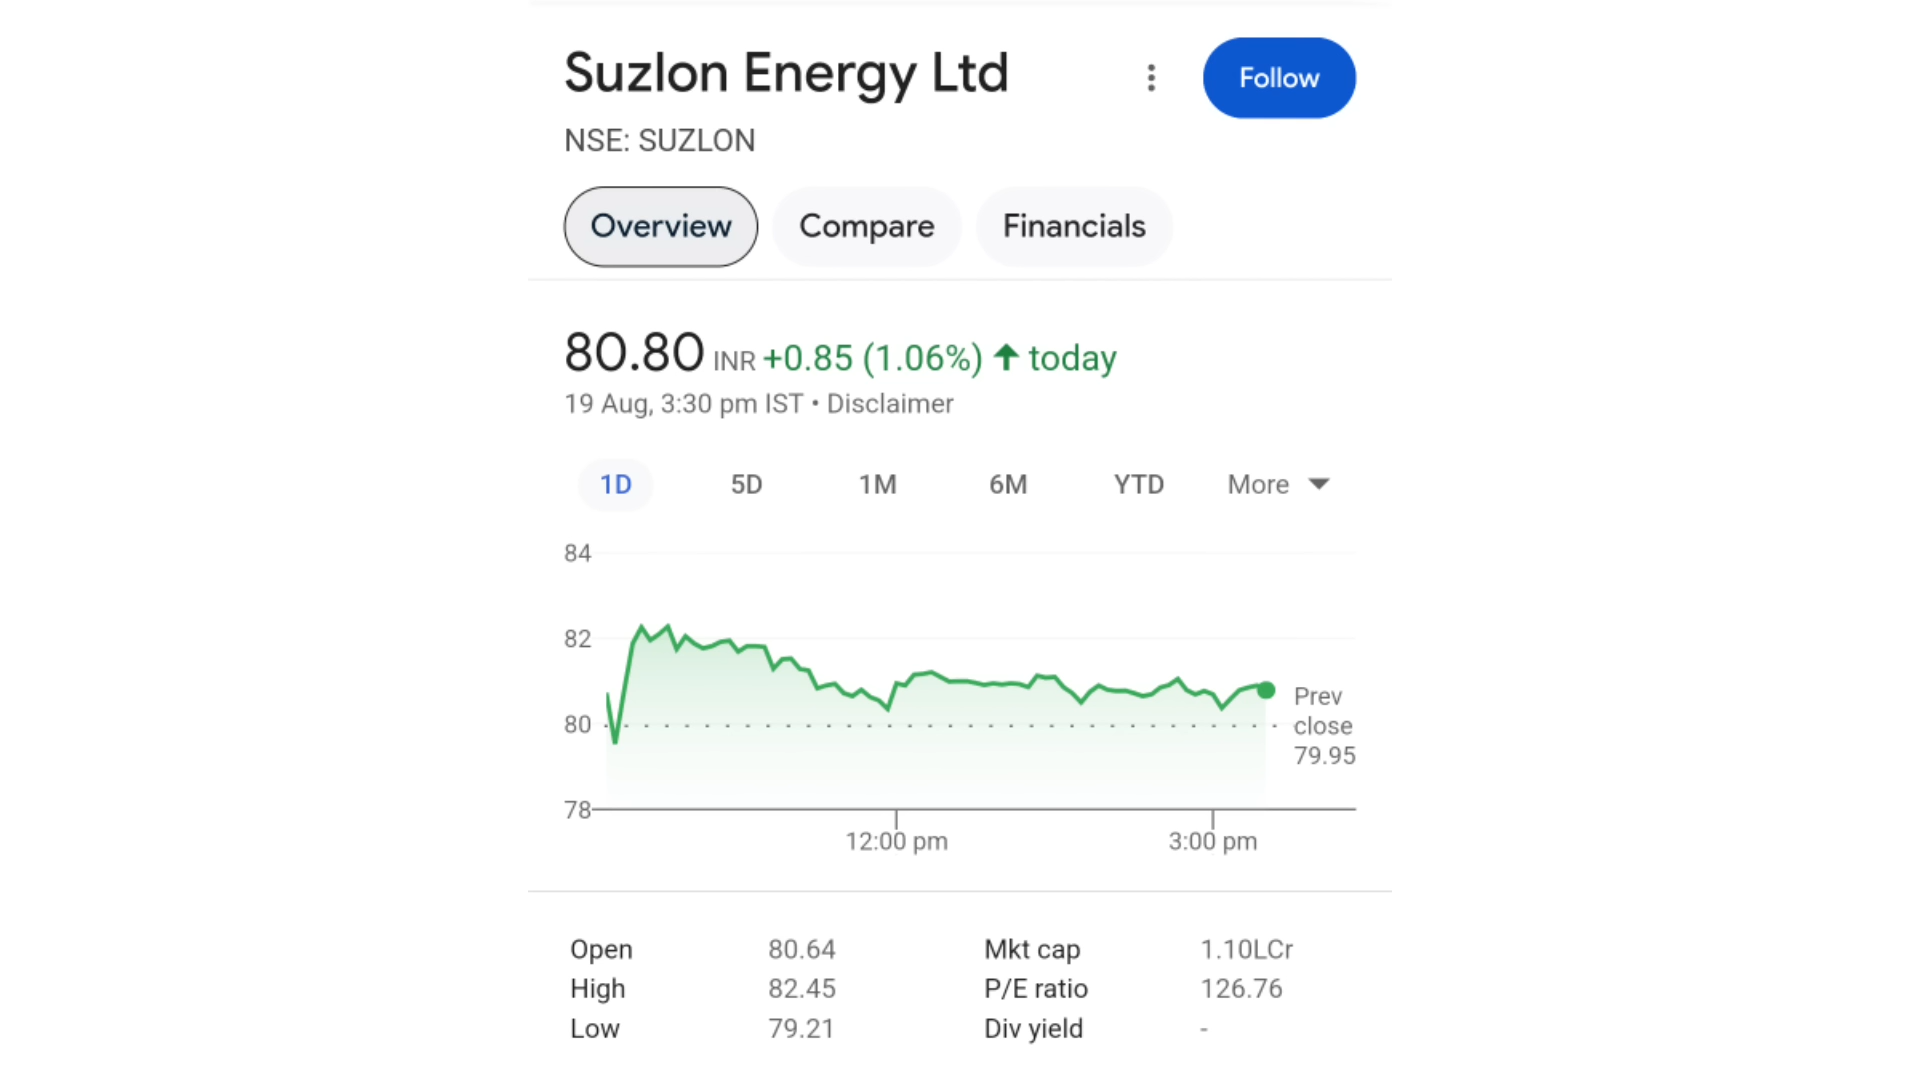 Suzlon Energy Ltd
Follow
NSE: SUZLON
Overview Compare Financials
80.80 INR +0.85 (1.06%) ↑ today
19 Aug, 3:30 pm IST • Disclaimer
1D 5D 1M 6M YTD More
84
82
80
78
Prev
close
79.95
12:00 pm 3:00 pm
Open 80.64 Mkt cap 1.10LCr
High 82.45 P/E ratio 126.76
Low 79.21 Div yield -